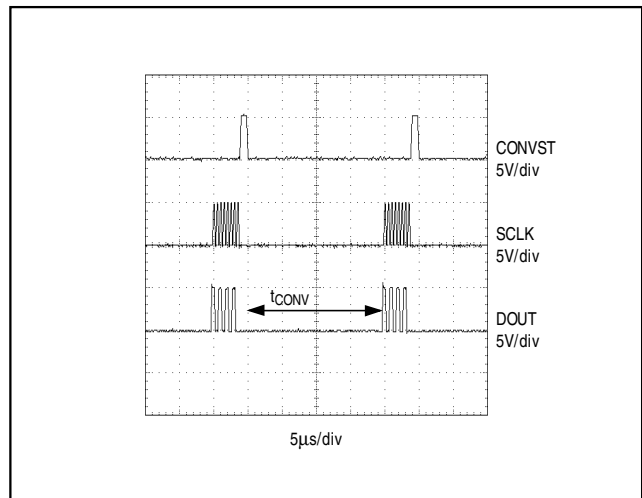 CONVST
5V/div
SCLK
5V/div
tCONV
DOUT
5V/div
5µs/div